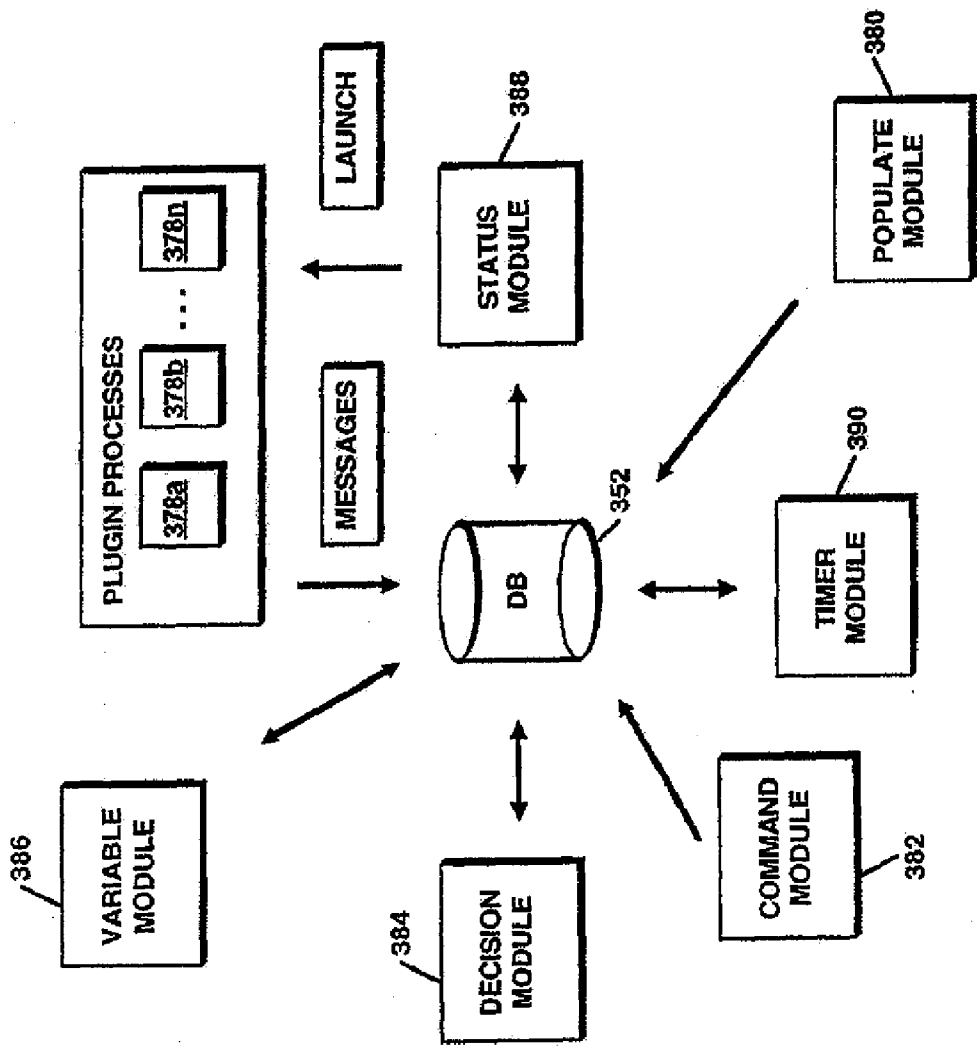 PLUGIN PROCESSES
378a
378b
...
378n
MESSAGES
LAUNCH
386
VARIABLE
MODULE
DB
352
388
STATUS
MODULE
384
DECISION
MODULE
COMMAND
MODULE
382
390
TIMER
MODULE
380
POPULATE
MODULE